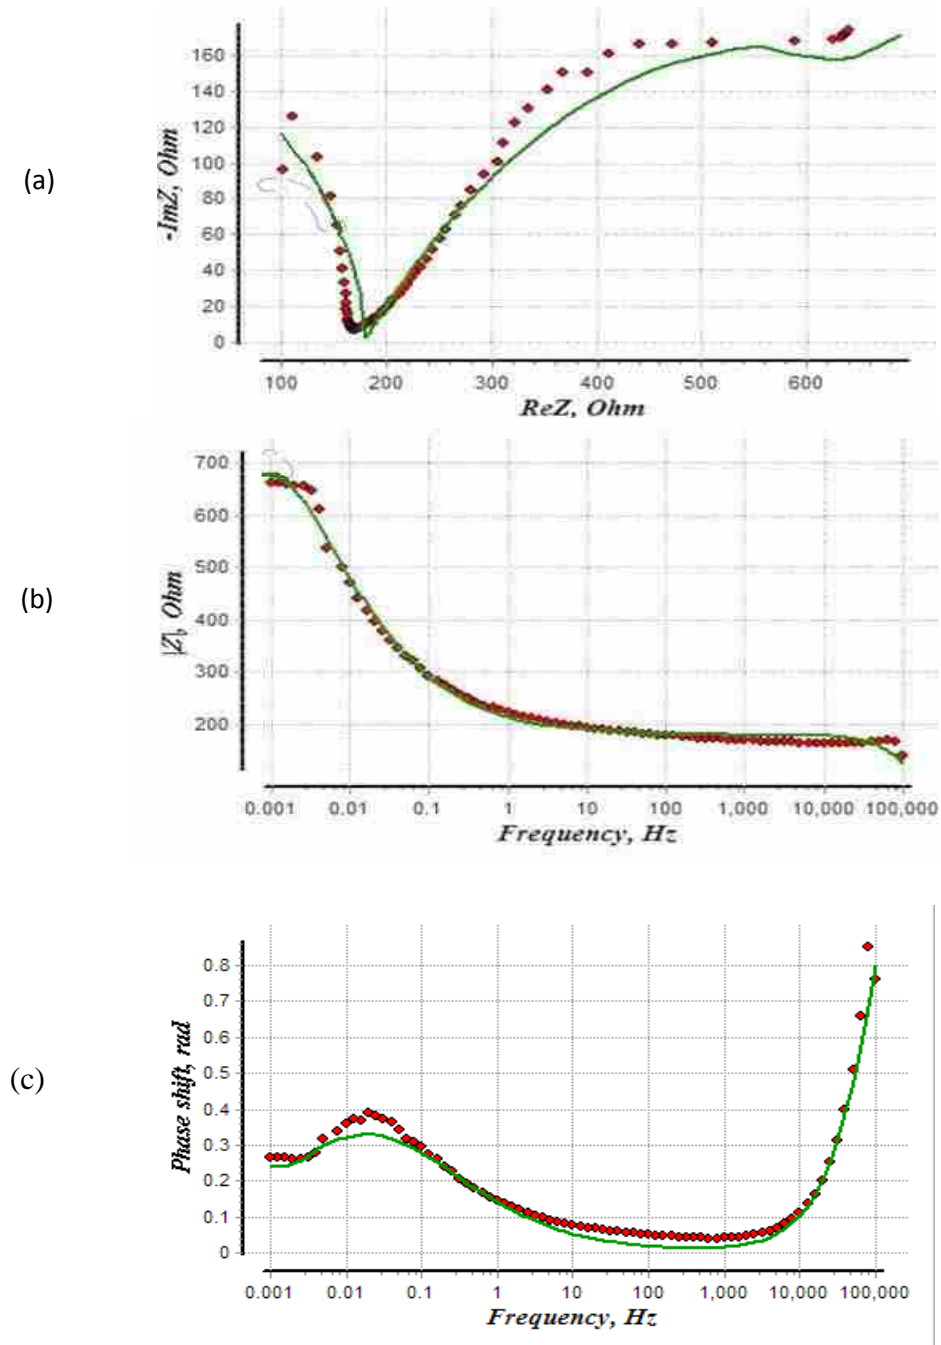 (a)
-ImZ, Ohm
160
140
120
100
80
60
40
20
0
100 200 300 400 500 600
ReZ, Ohm
(b)
|Z|, Ohm
700
600
500
400
300
200
0.001 0.01 0.1 1 10 100 1,000 10,000 100,000
Frequency, Hz
(c)
Phase shift, rad
0.8
0.7
0.6
0.5
0.4
0.3
0.2
0.1
0
0.001 0.01 0.1 1 10 100 1,000 10,000 100,000
Frequency, Hz